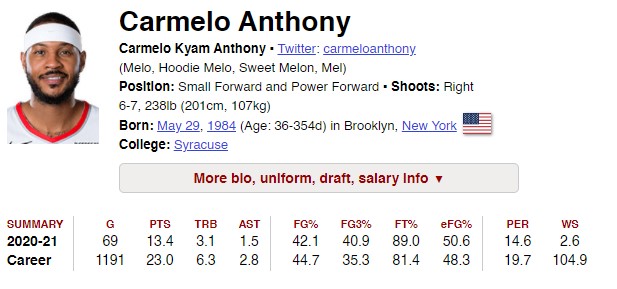 Carmelo Anthony
Carmelo Kyam Anthony ▪ Twitter: carmeloanthony
(Melo, Hoodie Melo, Sweet Melon, Mel)
Position: Small Forward and Power Forward ▪ Shoots: Right
6-7, 238lb (201cm, 107kg)
Born: May 29, 1984 (Age: 36-354d) in Brooklyn, New York
College: Syracuse
More bio, uniform, draft, salary info ▼
SUMMARY G PTS TRB AST FG% FG3% FT% eFG% PER WS
2020-21 69 13.4 3.1 1.5 42.1 40.9 89.0 50.6 14.6 2.6
Career 1191 23.0 6.3 2.8 44.7 35.3 81.4 48.3 19.7 104.9